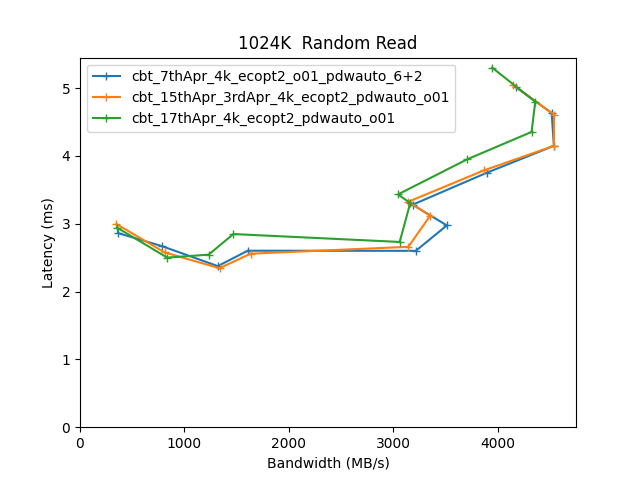 1024K  Random Read
cbt_7thApr_4k_ecopt2_o01_pdwauto_6+2
cbt_15thApr_3rdApr_4k_ecopt2_pdwauto_o01
cbt_17thApr_4k_ecopt2_pdwauto_o01
Latency (ms)
5
4
3
2
1
0
0 1000 2000 3000 4000
Bandwidth (MB/s)